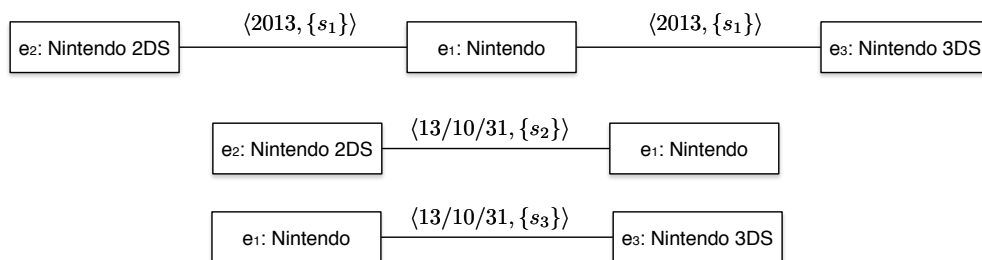 ⟨2013, {s₁}⟩ ⟨2013, {s₁}⟩
e₂: Nintendo 2DS e₁: Nintendo e₃: Nintendo 3DS
⟨13/10/31, {s₂}⟩
e₂: Nintendo 2DS e₁: Nintendo
⟨13/10/31, {s₃}⟩
e₁: Nintendo e₃: Nintendo 3DS